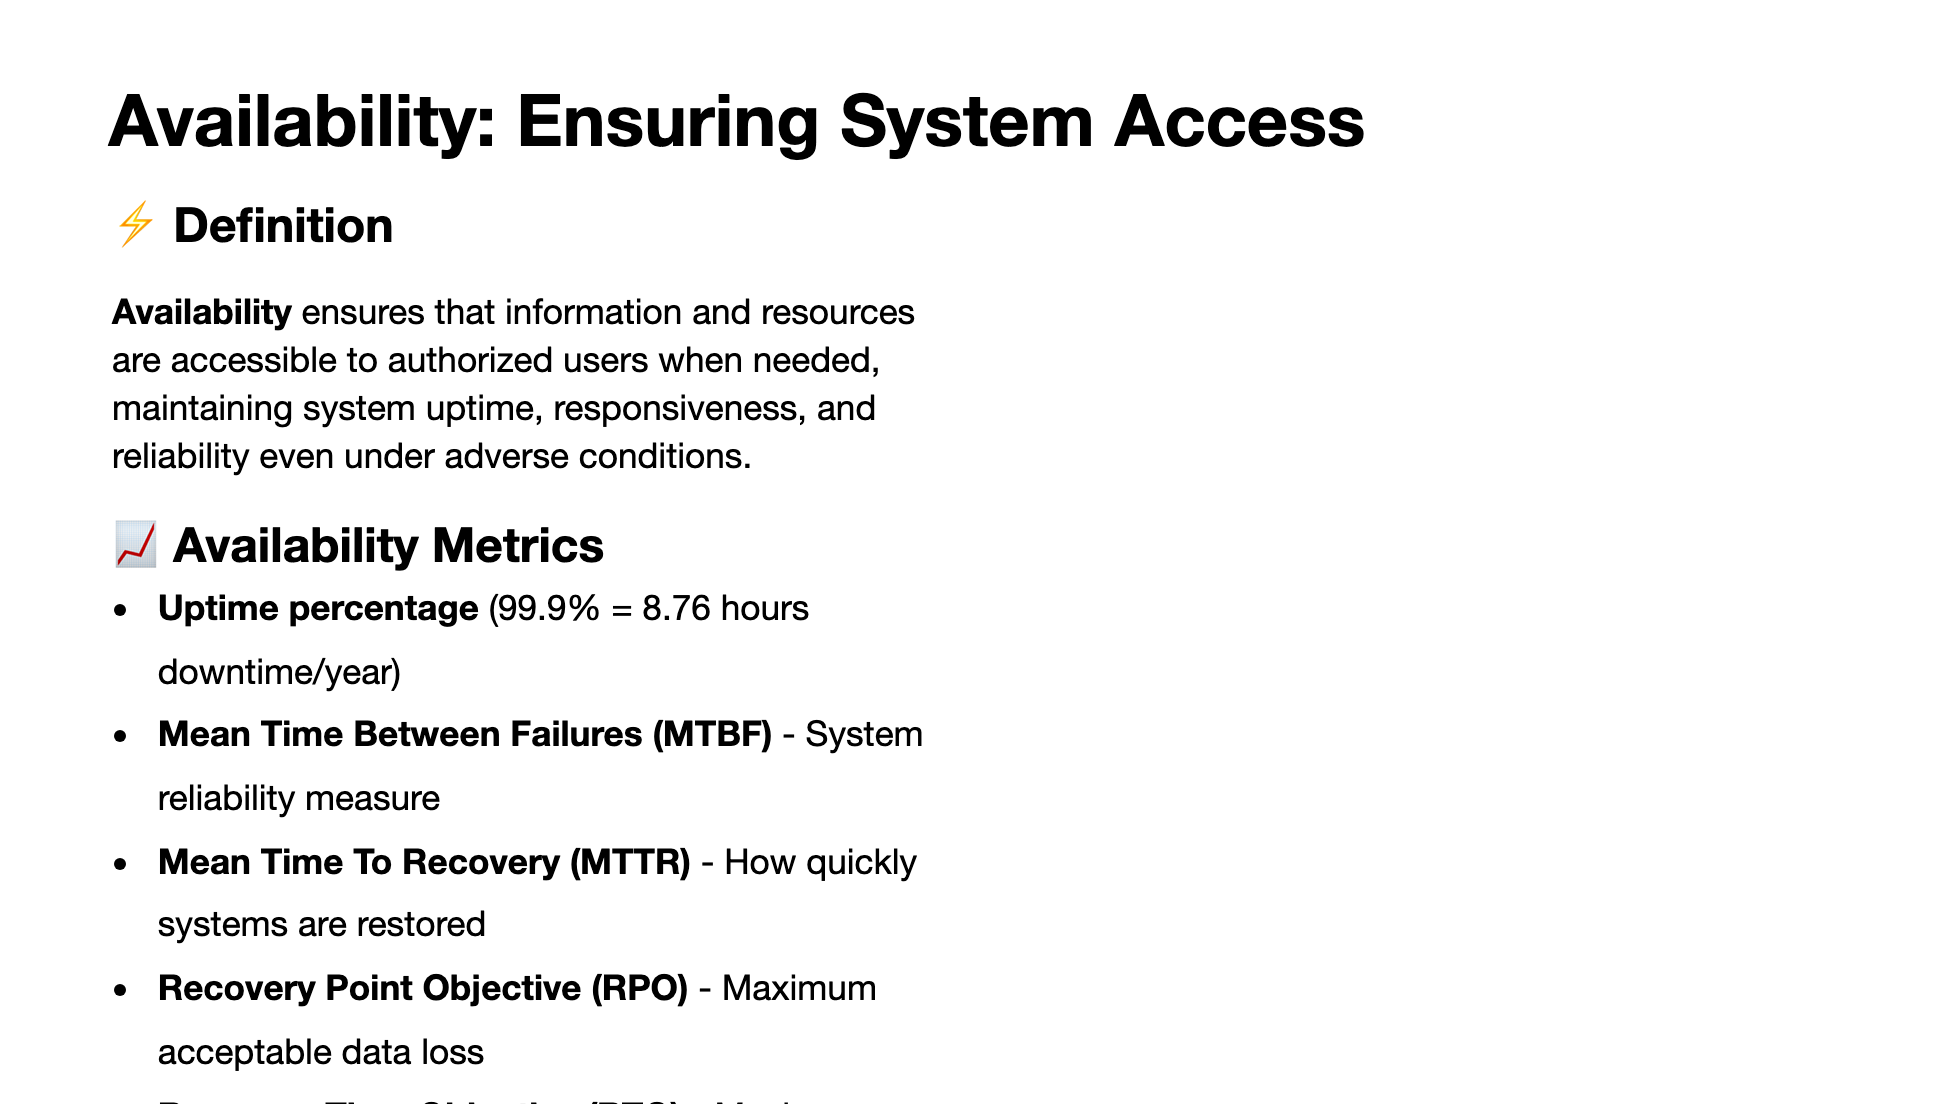 Availability: Ensuring System Access
⚡ Definition
Availability ensures that information and resources
are accessible to authorized users when needed,
maintaining system uptime, responsiveness, and
reliability even under adverse conditions.
📈 Availability Metrics
• Uptime percentage (99.9% = 8.76 hours
downtime/year)
• Mean Time Between Failures (MTBF) - System
reliability measure
• Mean Time To Recovery (MTTR) - How quickly
systems are restored
• Recovery Point Objective (RPO) - Maximum
acceptable data loss